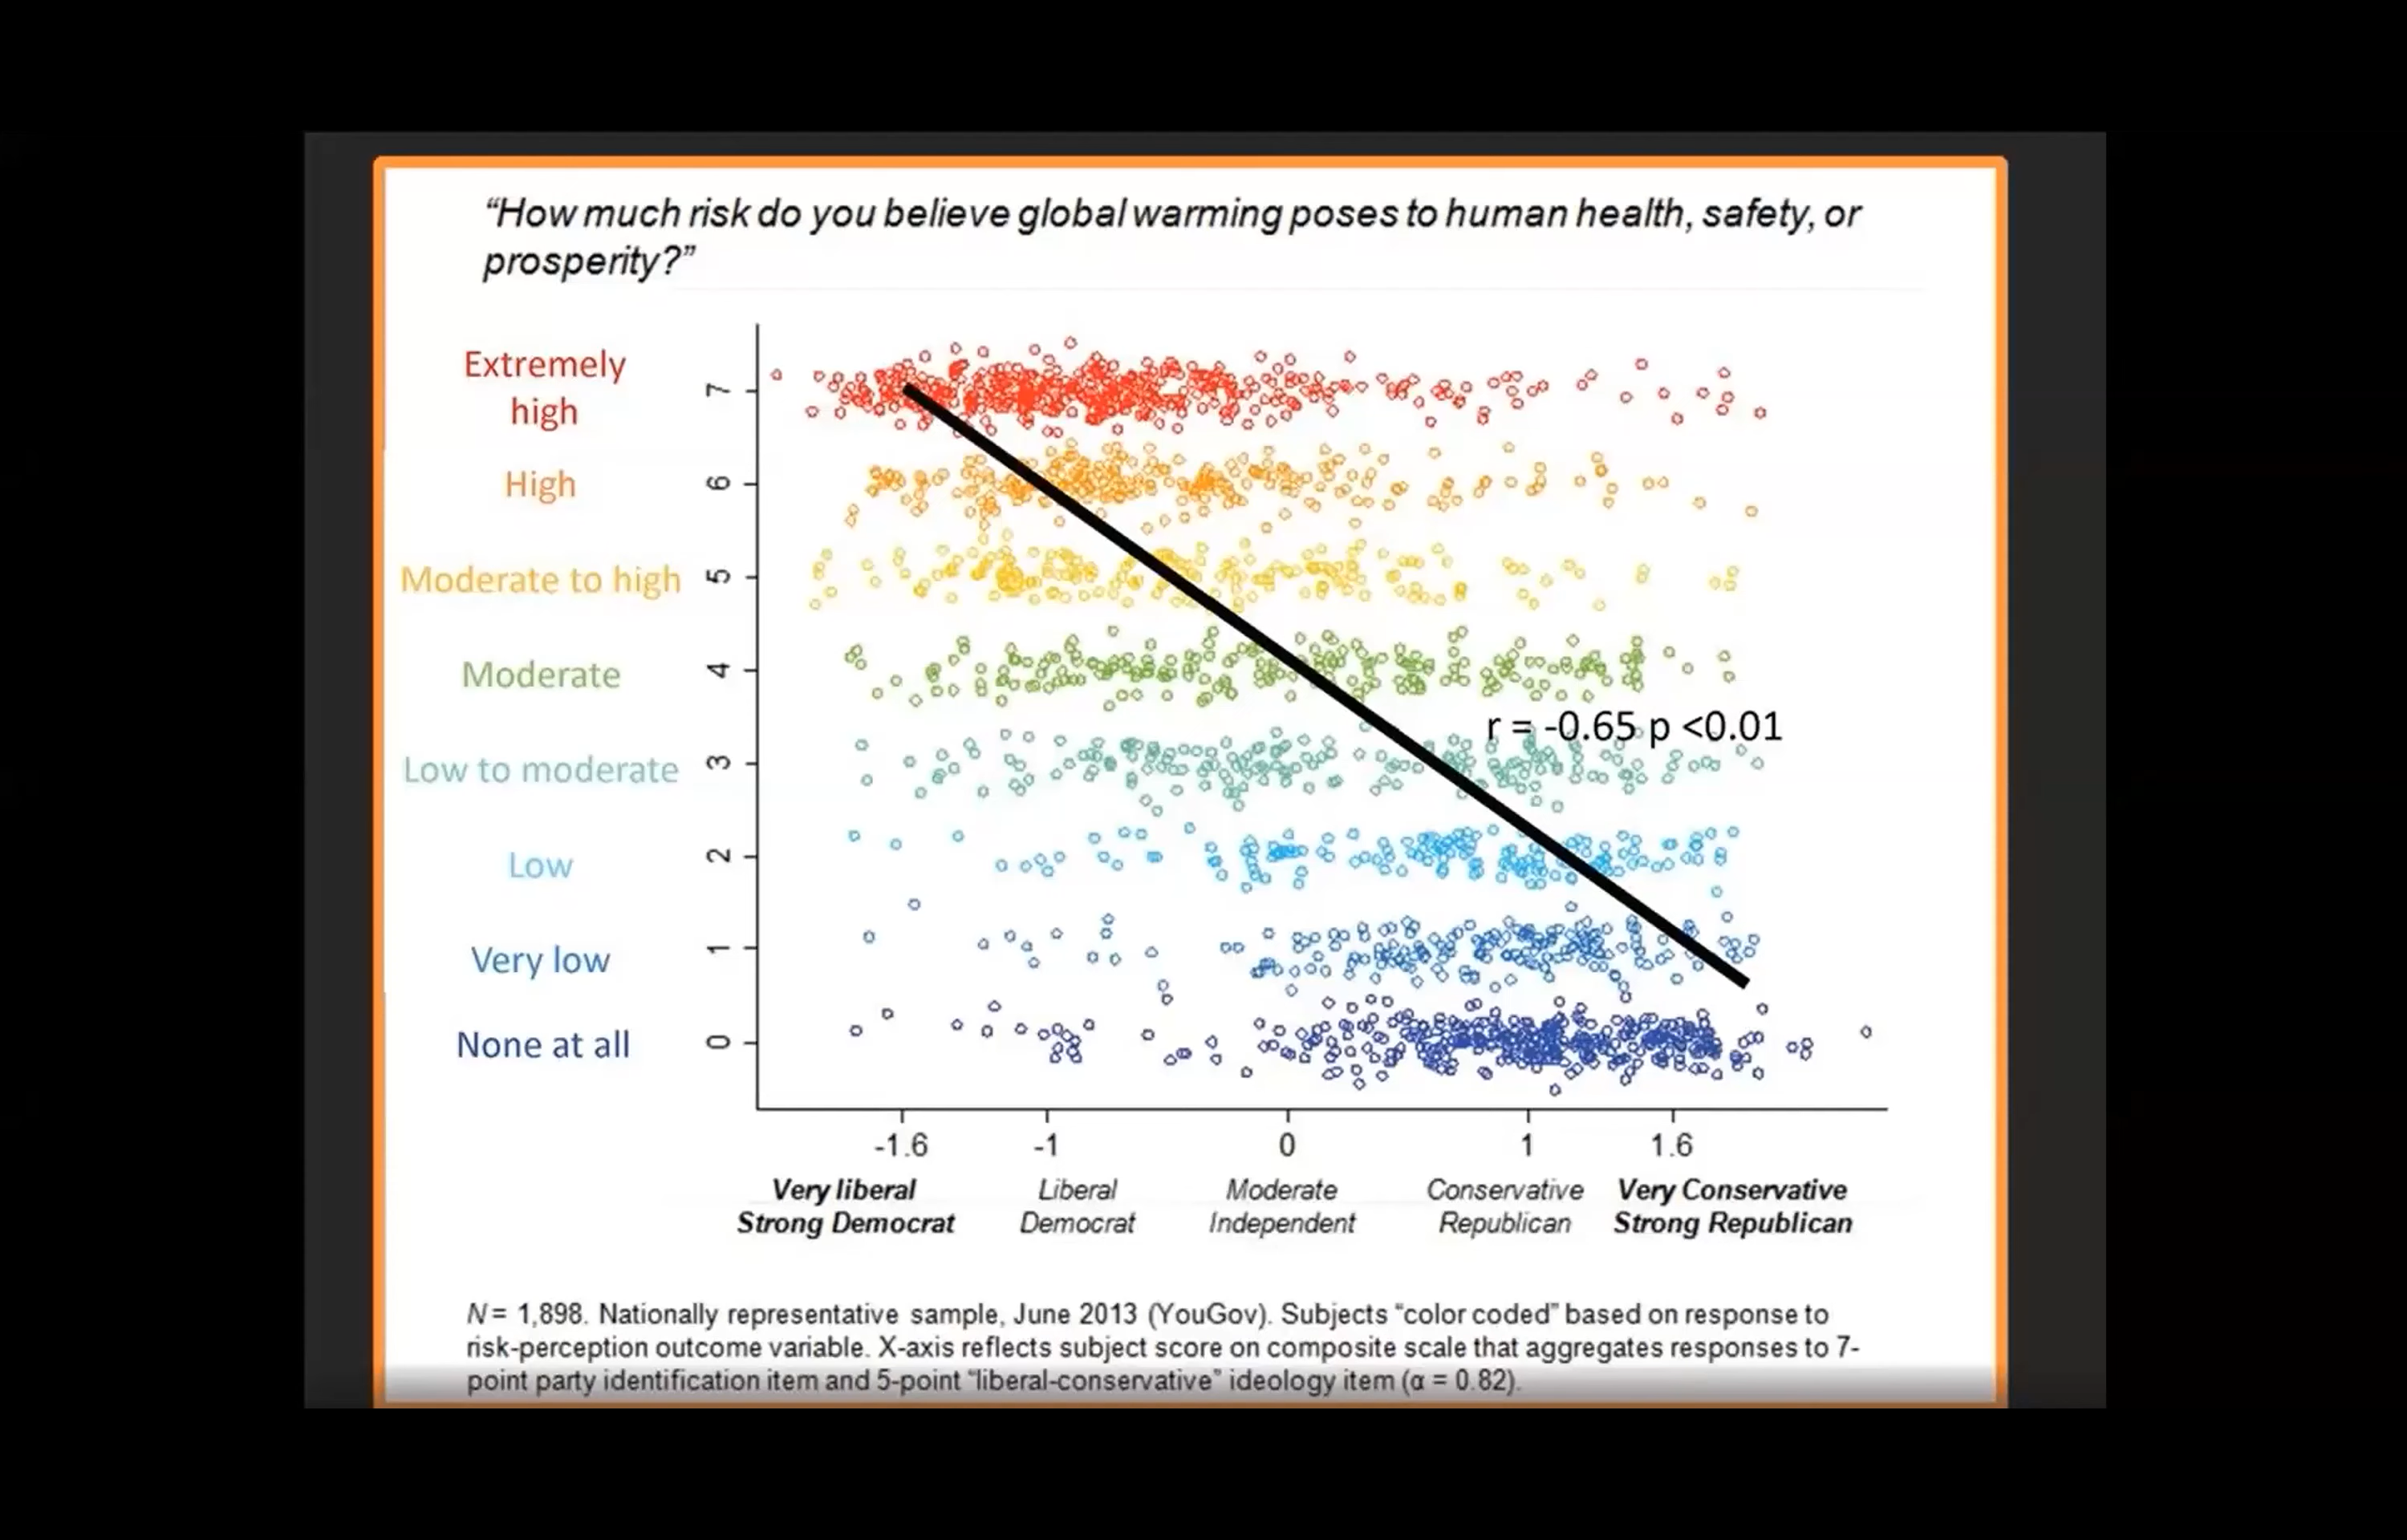 “How much risk do you believe global warming poses to human health, safety, or
prosperity?”
Extremely
high
High
Moderate to high
Moderate
Low to moderate
Low
Very low
None at all
7
6
5
4
3
2
1
0
r = -0.65 p <0.01
-1.6 -1 0 1 1.6
Very liberal Liberal Moderate Conservative Very Conservative
Strong Democrat Democrat Independent Republican Strong Republican
N = 1,898. Nationally representative sample, June 2013 (YouGov). Subjects “color coded” based on response to
risk-perception outcome variable. X-axis reflects subject score on composite scale that aggregates responses to 7-
point party identification item and 5-point “liberal-conservative” ideology item (α = 0.82).